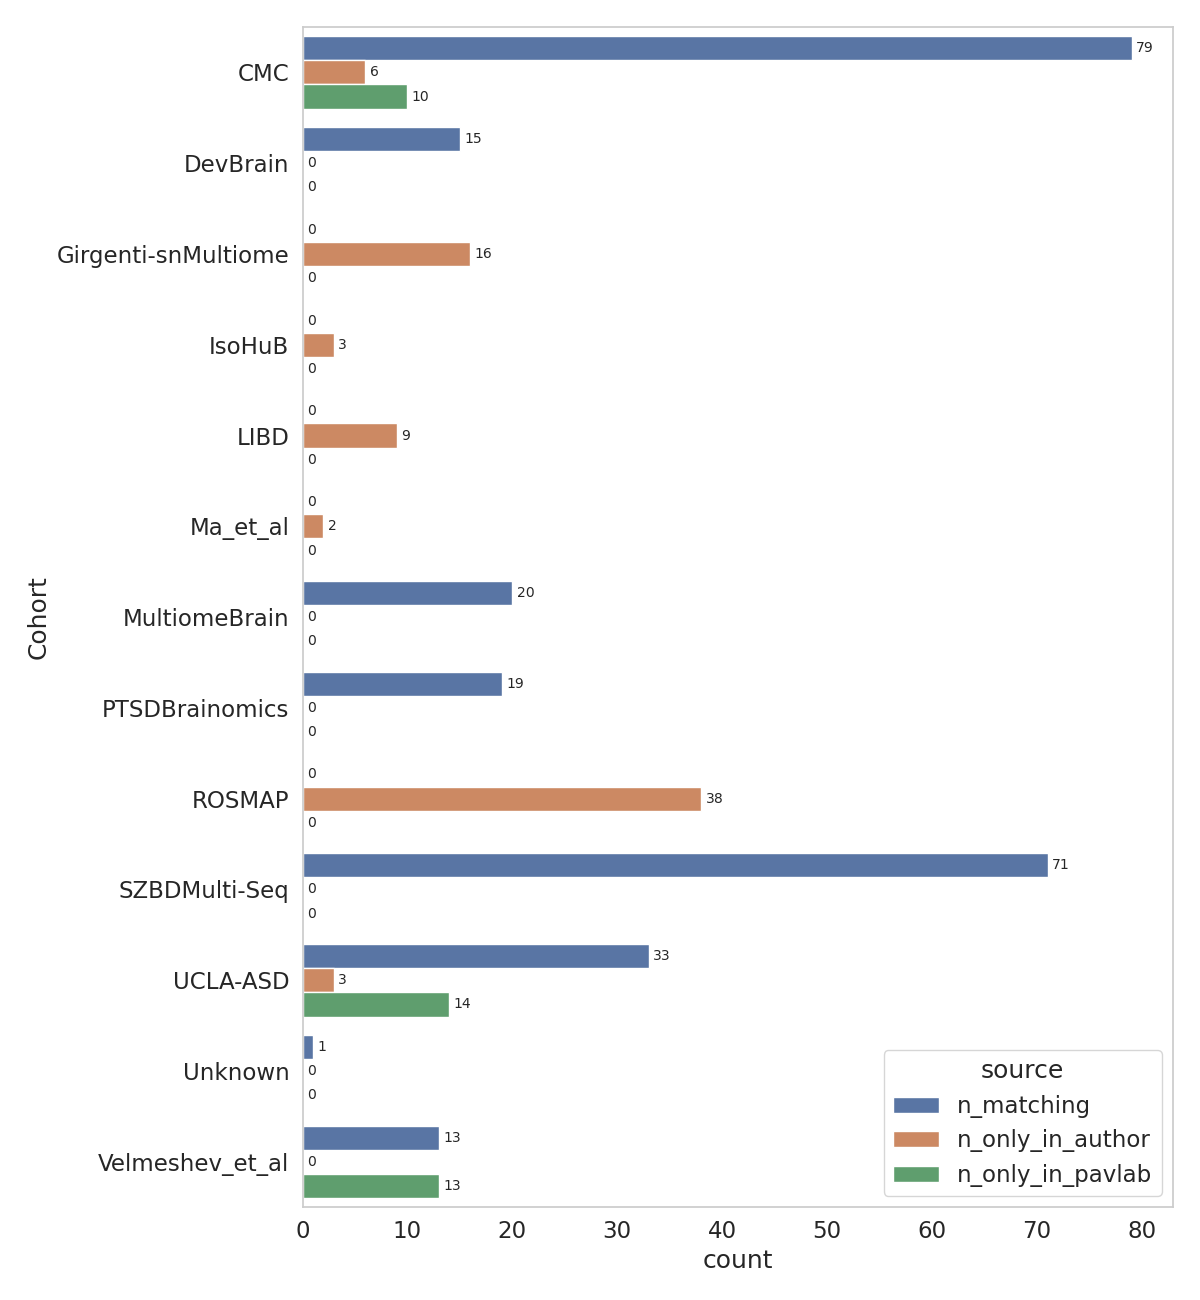 CMC
79
6
10
DevBrain
15
0
0
Girgenti-snMultiome
0
16
0
IsoHuB
0
3
0
LIBD
0
9
0
Ma_et_al
0
2
0
MultiomeBrain
20
0
0
PTSDBrainomics
19
0
0
ROSMAP
0
38
0
SZBDMulti-Seq
71
0
0
UCLA-ASD
33
3
14
Unknown
1
0
0
Velmeshev_et_al
13
0
13
Cohort
0 10 20 30 40 50 60 70 80
count
source
n_matching
n_only_in_author
n_only_in_pavlab